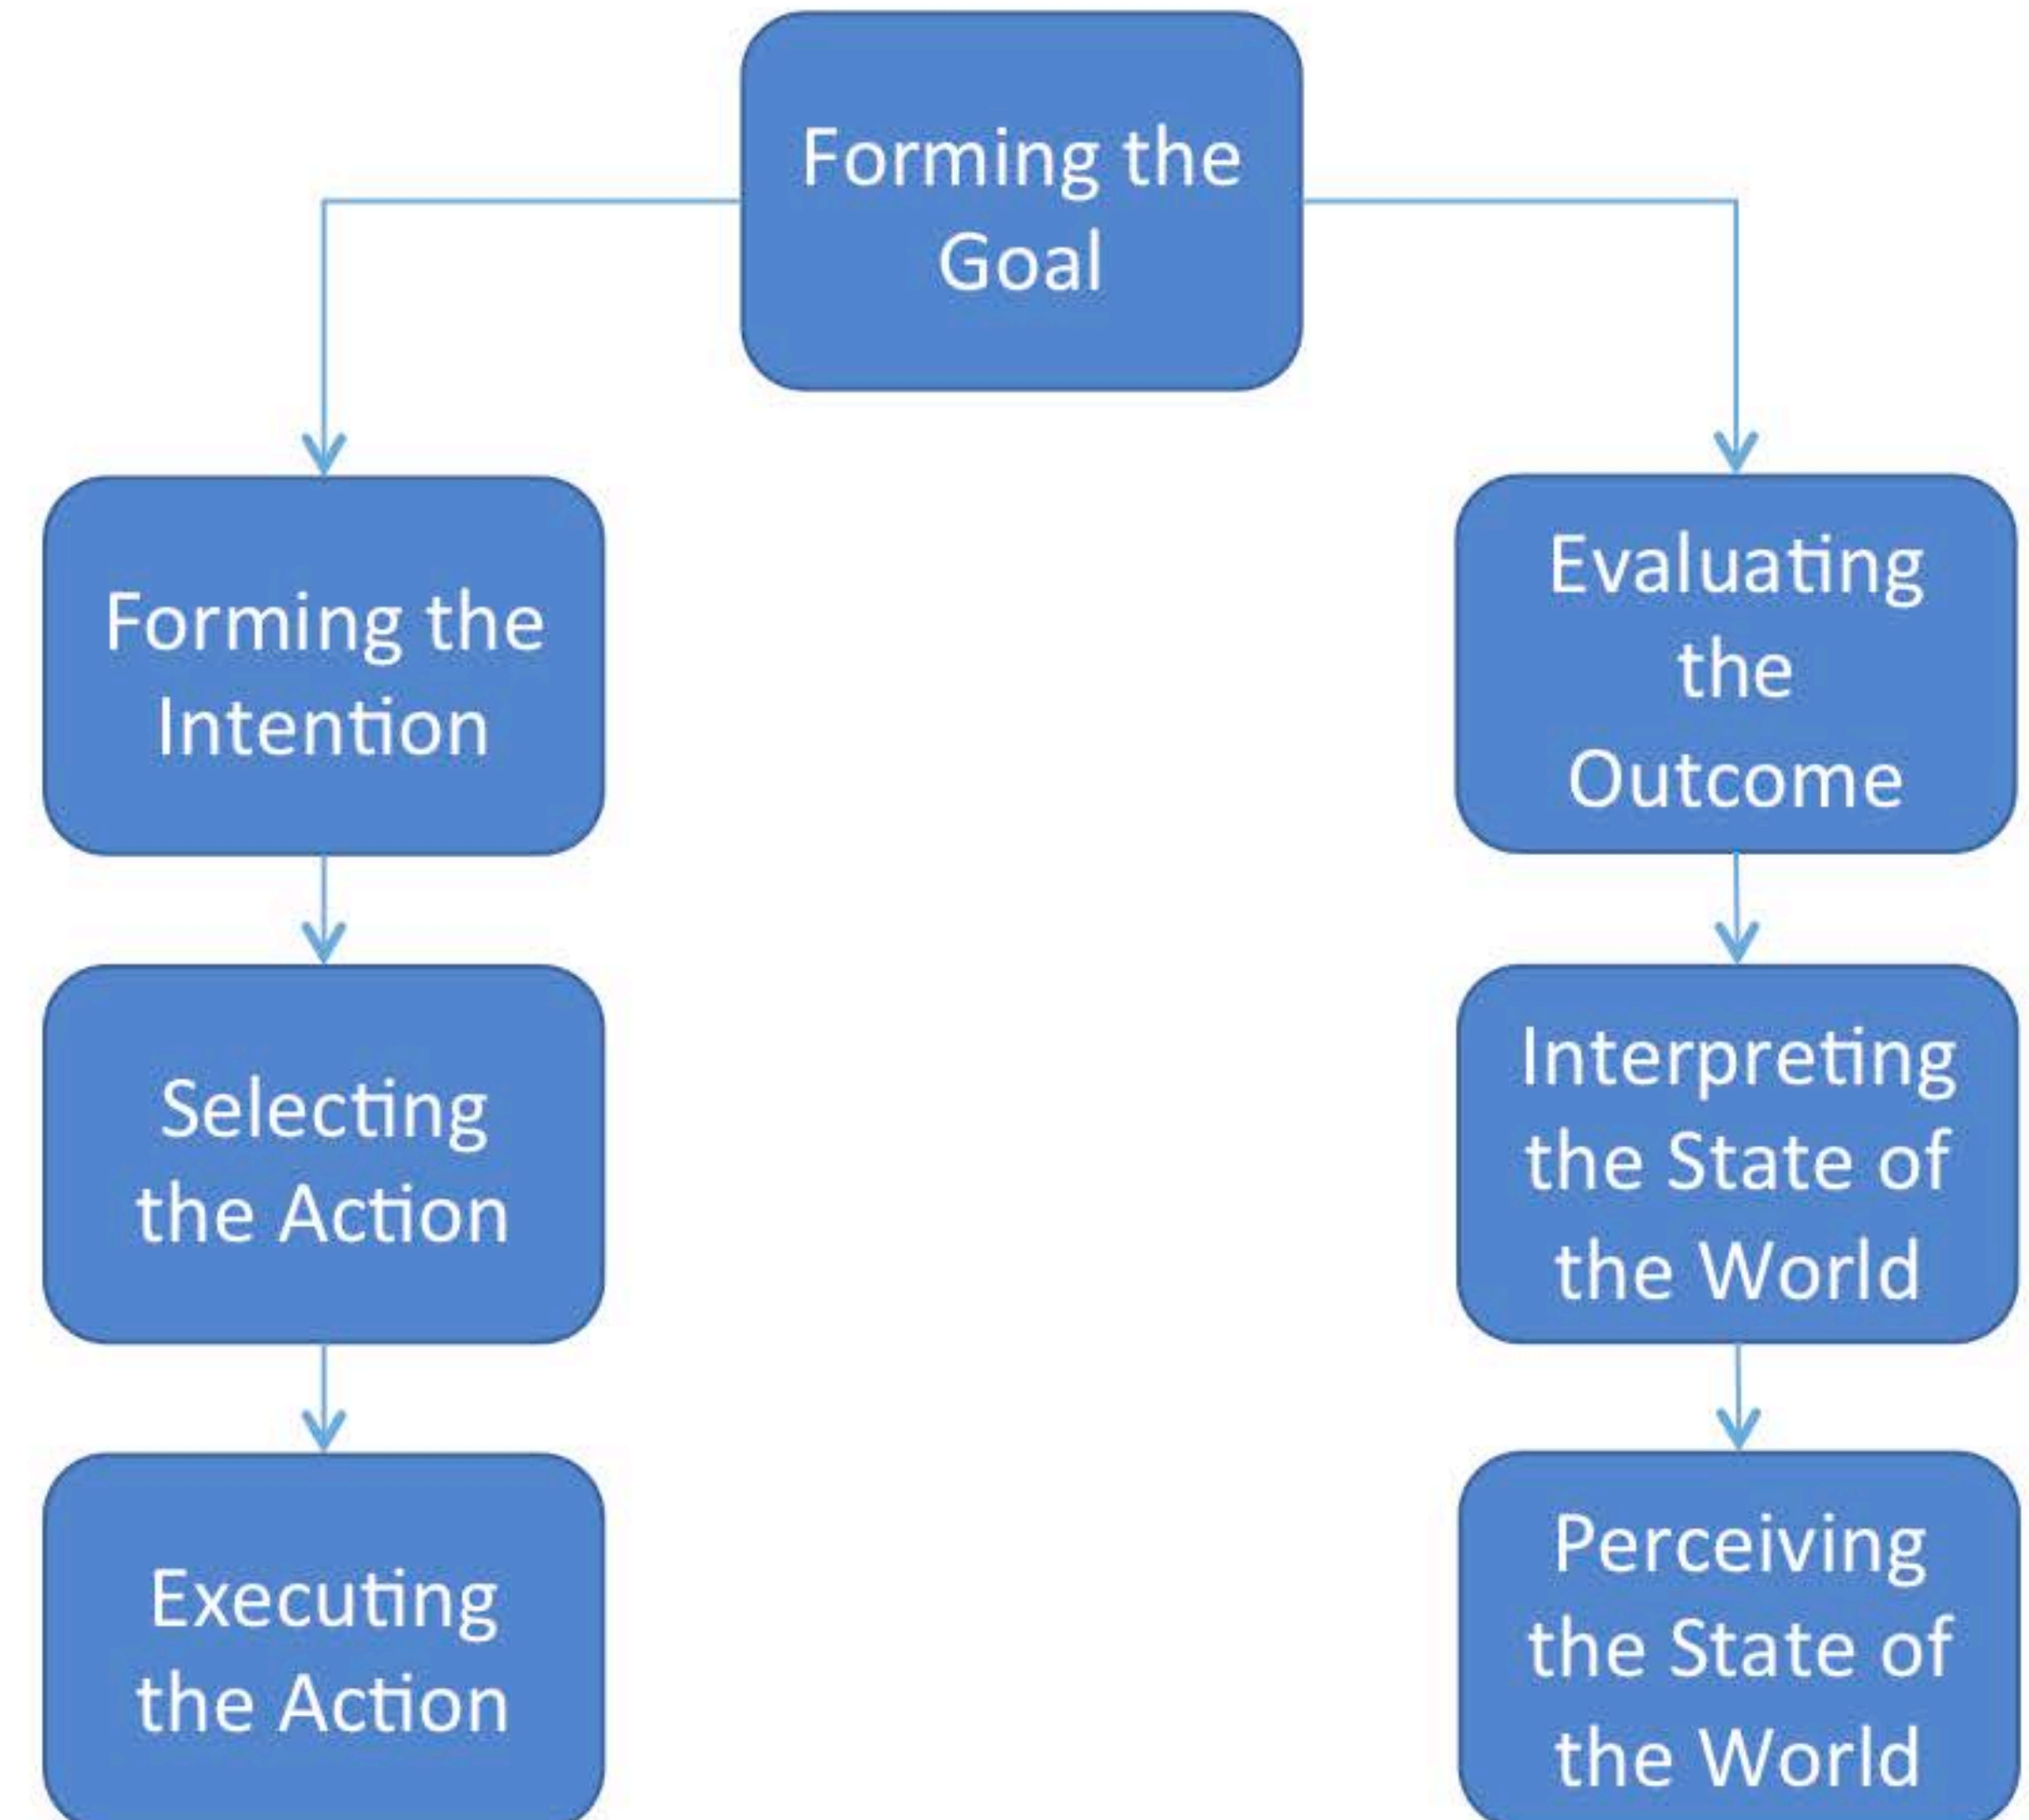 Forming the
Goal
Forming the
Intention
Evaluating
the
Outcome
Selecting
the Action
Interpreting
the State of
the World
Executing
the Action
Perceiving
the State of
the World